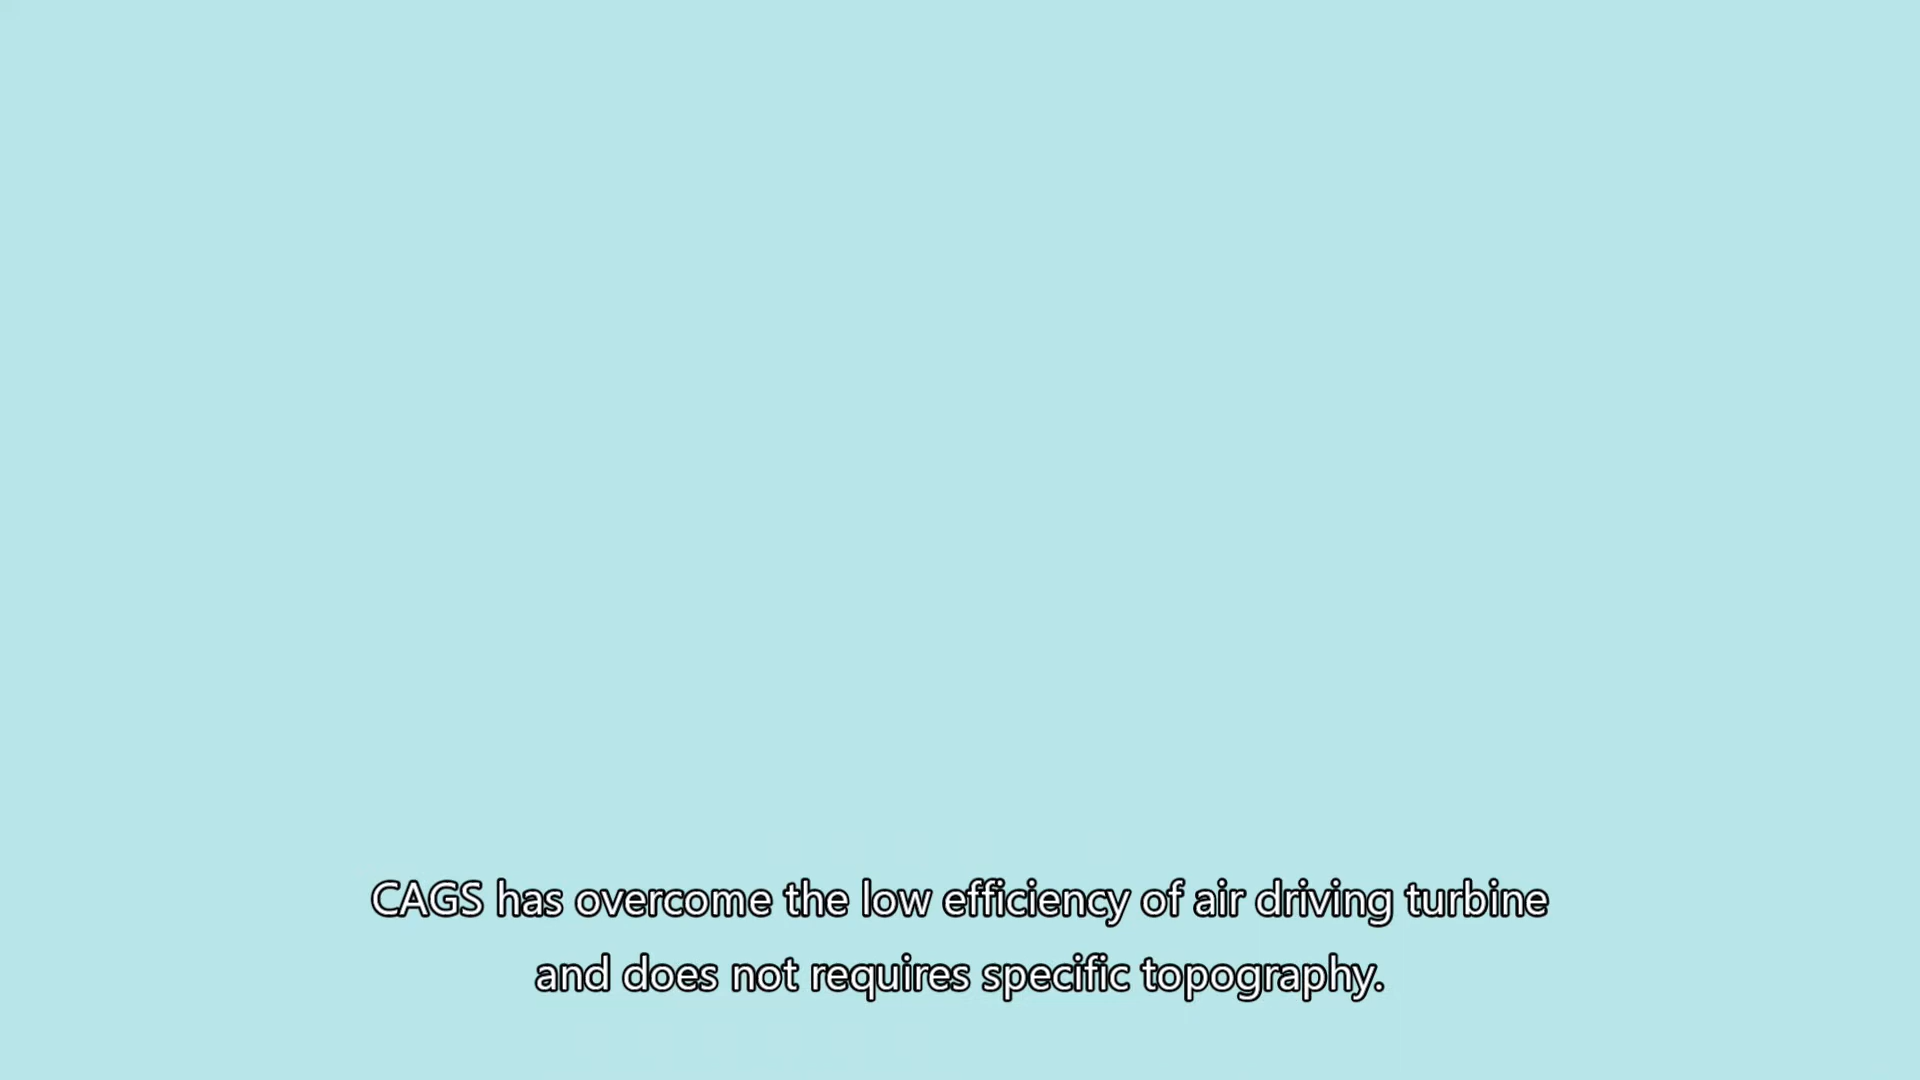 CAGS has overcome the low efficiency of air driving turbine
and does not requires specific topography.